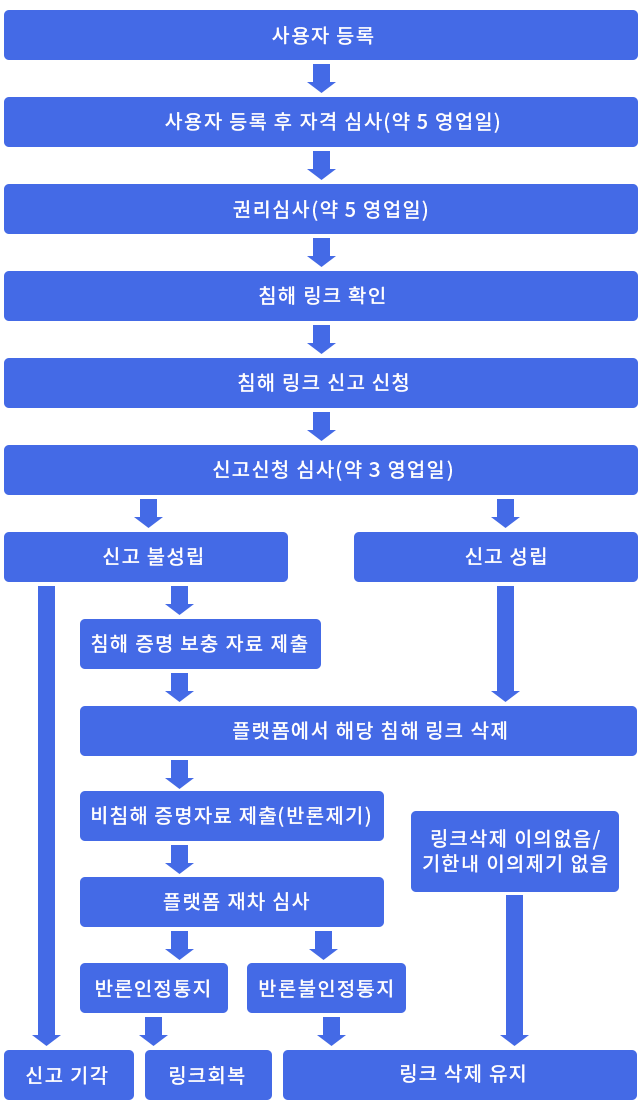 사용자 등록
사용자 등록 후 자격 심사(약 5 영업일)
권리심사(약 5 영업일)
침해 링크 확인
침해 링크 신고 신청
신고신청 심사(약 3 영업일)
신고 불성립
신고 성립
침해 증명 보충 자료 제출
플랫폼에서 해당 침해 링크 삭제
비침해 증명자료 제출(반론제기)
링크삭제 이의없음/
기한내 이의제기 없음
플랫폼 재차 심사
반론인정통지
반론불인정통지
신고 기각
링크회복
링크 삭제 유지